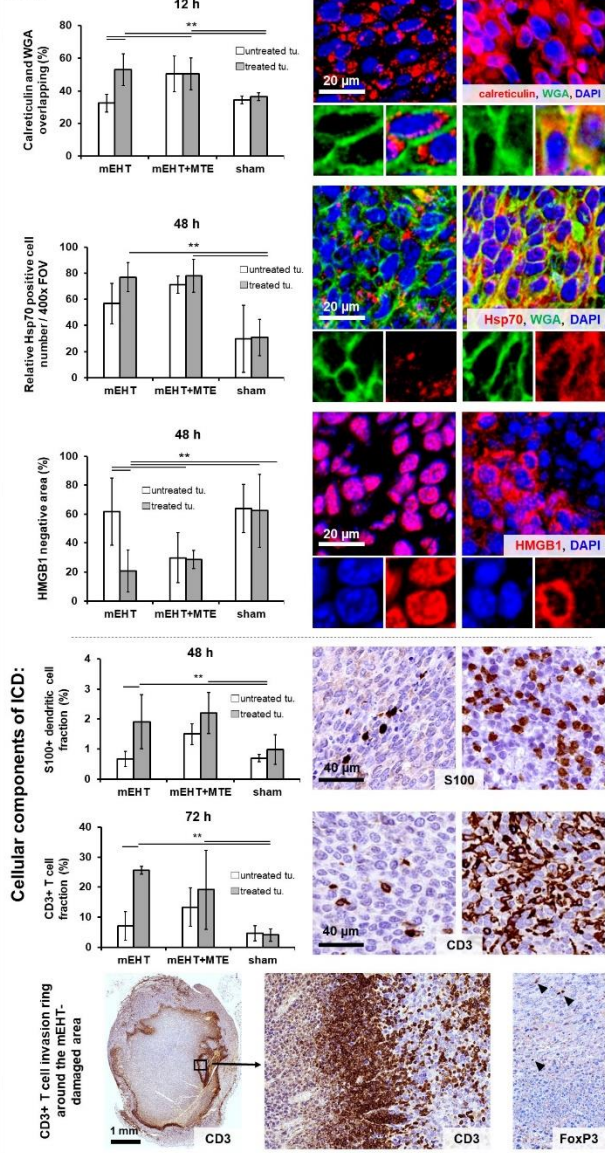 12 h
**
Calreticulin and WGA
overlapping (%)
80
60
40
20
0
untreated tu.
treated tu.
mEHT
mEHT+MTE
sham
20 µm
calreticulin, WGA, DAPI
48 h
**
Relative Hsp70 positive cell
number / 400x FOV
100
80
60
40
20
0
untreated tu.
treated tu.
mEHT
mEHT+MTE
sham
20 µm
Hsp70, WGA, DAPI
48 h
**
HMGB1 negative area (%)
100
80
60
40
20
0
untreated tu.
treated tu.
mEHT
mEHT+MTE
sham
20 µm
HMGB1, DAPI
Cellular components of ICD:
48 h
**
S100+ dendritic cell
fraction (%)
4
3
2
1
0
untreated tu.
treated tu.
mEHT
mEHT+MTE
sham
40 µm
S100
72 h
**
CD3+ T cell
fraction (%)
40
30
20
10
0
untreated tu.
treated tu.
mEHT
mEHT+MTE
sham
40 µm
CD3
CD3+ T cell invasion ring
around the mEHT-
damaged area
1 mm
CD3
CD3
FoxP3